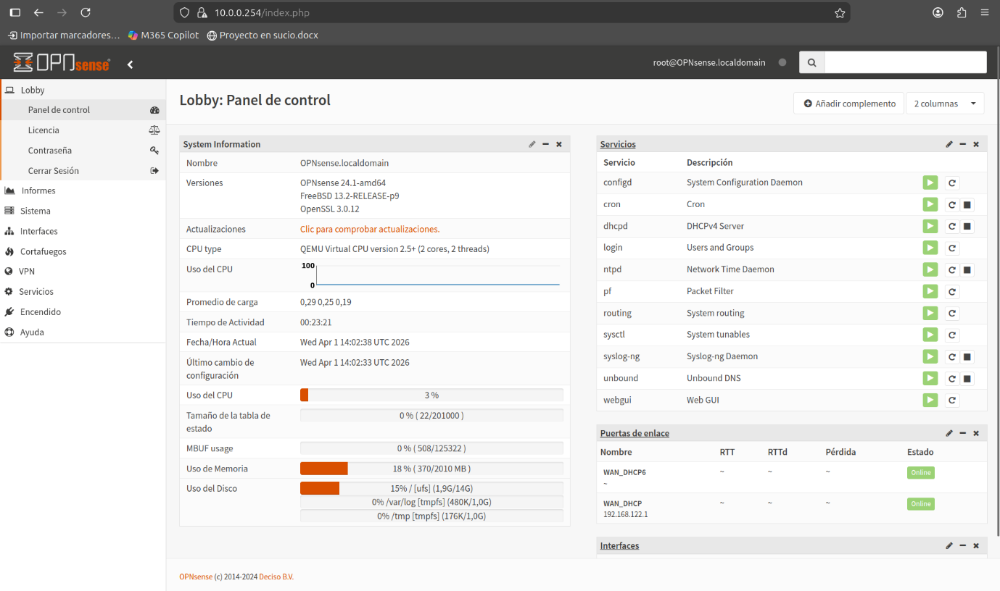 10.0.0.254/index.php
Importar marcadores... M365 Copilot Proyecto en sucio.docx
OPNsense root@OPNsense.localdomain
Lobby
Panel de control
Licencia
Contraseña
Cerrar Sesión
Informes
Sistema
Interfaces
Cortafuegos
VPN
Servicios
Encendido
Ayuda
Lobby: Panel de control
Añadir complemento 2 columnas
System Information
Nombre OPNsense.localdomain
Versiones OPNsense 24.1-amd64
FreeBSD 13.2-RELEASE-p9
OpenSSL 3.0.12
Actualizaciones Clic para comprobar actualizaciones.
CPU type QEMU Virtual CPU version 2.5+ (2 cores, 2 threads)
Uso del CPU 100
0
Promedio de carga 0,29 0,25 0,19
Tiempo de Actividad 00:23:21
Fecha/Hora Actual Wed Apr 1 14:02:38 UTC 2026
Último cambio de Wed Apr 1 14:02:33 UTC 2026
configuración
Uso del CPU 3 %
Tamaño de la tabla de 0 % ( 22/201000 )
estado
MBUF usage 0 % ( 508/125322 )
Uso de Memoria 18 % ( 370/2010 MB )
Uso del Disco 15% / [ufs] (1,9G/14G)
0% /var/log [tmpfs] (480K/1,0G)
0% /tmp [tmpfs] (176K/1,0G)
Servicios
Servicio Descripción
configd System Configuration Daemon
cron Cron
dhcpd DHCPv4 Server
login Users and Groups
ntpd Network Time Daemon
pf Packet Filter
routing System routing
sysctl System tunables
syslog-ng Syslog-ng Daemon
unbound Unbound DNS
webgui Web GUI
Puertas de enlace
Nombre RTT RTTd Pérdida Estado
WAN_DHCP6 ~ ~ ~ Online
~
WAN_DHCP ~ ~ ~ Online
192.168.122.1
Interfaces
OPNsense (c) 2014-2024 Deciso B.V.